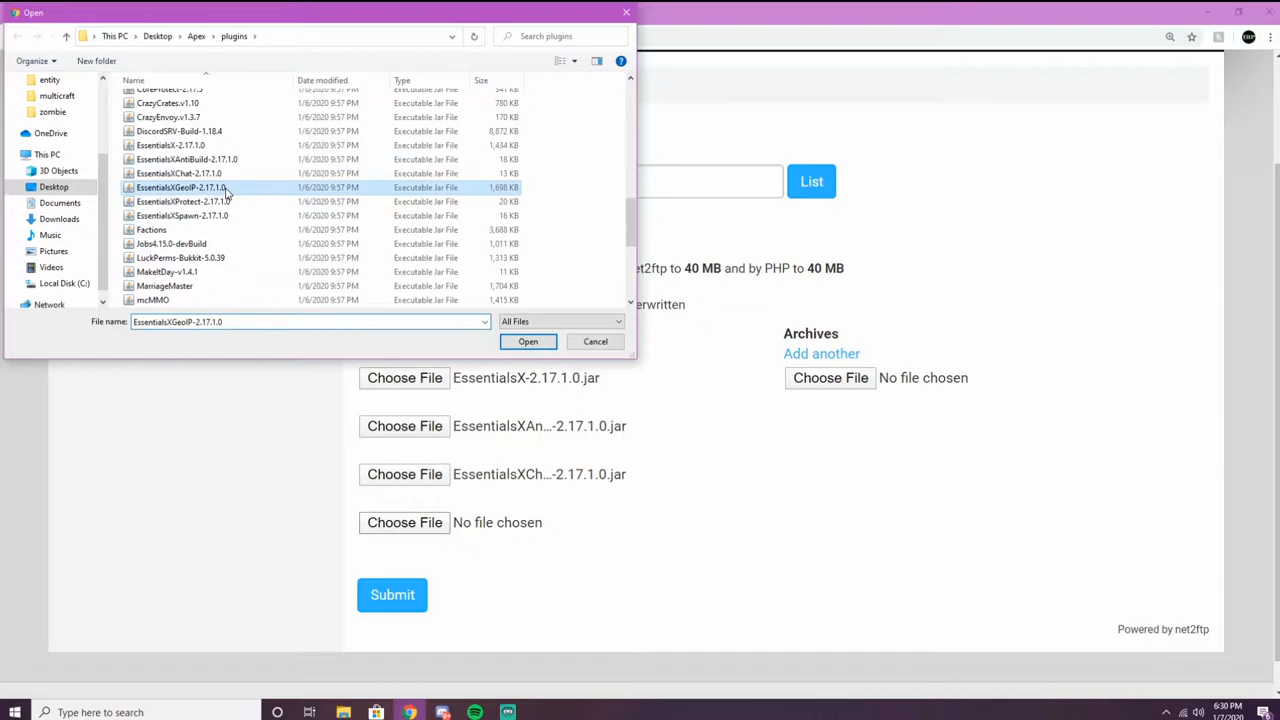 Open
This PC > Desktop > Apex > plugins >
Search plugins
Organize
New folder
Name
Date modified
Type
Size
entity
multicraft
zombie
OneDrive
This PC
3D Objects
Desktop
Documents
Downloads
Music
Pictures
Videos
Local Disk (C:)
Network
CoreProtect-2.17.5 1/6/2020 9:57 PM Executable Jar File 541 KB
CrazyCrates.v1.10 1/6/2020 9:57 PM Executable Jar File 780 KB
CrazyEnvoy.v1.3.7 1/6/2020 9:57 PM Executable Jar File 170 KB
DiscordSRV-Build-1.18.4 1/6/2020 9:57 PM Executable Jar File 8,872 KB
EssentialsX-2.17.1.0 1/6/2020 9:57 PM Executable Jar File 1,434 KB
EssentialsXAntiBuild-2.17.1.0 1/6/2020 9:57 PM Executable Jar File 18 KB
EssentialsXChat-2.17.1.0 1/6/2020 9:57 PM Executable Jar File 11 KB
EssentialsXGeoIP-2.17.1.0 1/6/2020 9:57 PM Executable Jar File 1,698 KB
EssentialsXProtect-2.17.1.0 1/6/2020 9:57 PM Executable Jar File 20 KB
EssentialsXSpawn-2.17.1.0 1/6/2020 9:57 PM Executable Jar File 16 KB
Factions 1/6/2020 9:57 PM Executable Jar File 3,688 KB
Jobs4.15.0-devBuild 1/6/2020 9:57 PM Executable Jar File 1,011 KB
LuckPerms-Bukkit-5.0.39 1/6/2020 9:57 PM Executable Jar File 1,313 KB
MakeItDay-v1.4.1 1/6/2020 9:57 PM Executable Jar File 11 KB
MarriageMaster 1/6/2020 9:57 PM Executable Jar File 1,704 KB
mcMMO 1/6/2020 9:57 PM Executable Jar File 1,415 KB
File name: EssentialsXGeoIP-2.17.1.0
All Files
Open
Cancel
List
et2ftp to 40 MB and by PHP to 40 MB
erwritten
Archives
Add another
Choose File No file chosen
Choose File EssentialsX-2.17.1.0.jar
Choose File EssentialsXAn...-2.17.1.0.jar
Choose File EssentialsXCh...-2.17.1.0.jar
Choose File No file chosen
Submit
Powered by net2ftp
Type here to search
6:30 PM
1/7/2020